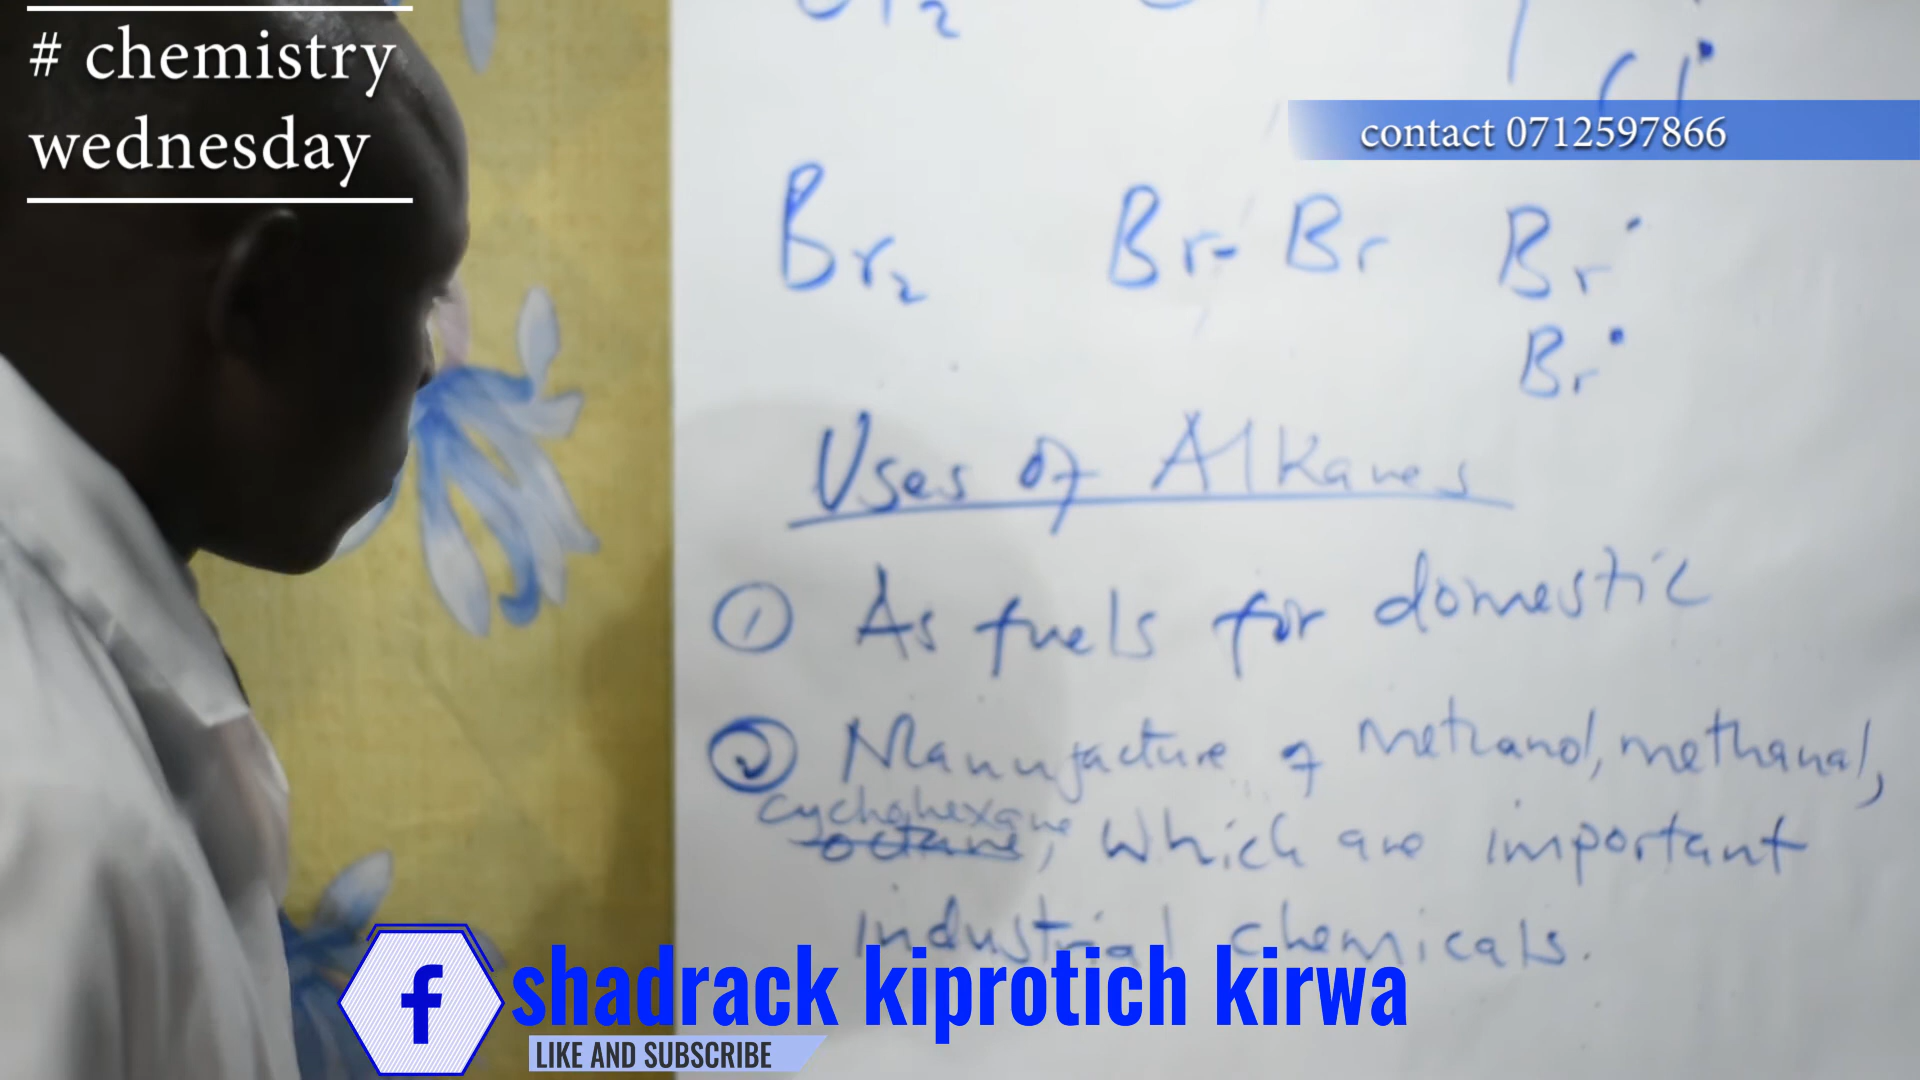 # chemistry
wednesday
contact 0712597866
Br₂ Br-Br Br•
Br•
Uses of Alkanes
① As fuels for domestic
② Manufacture of methanol, methanal,
cyclohexane
octane, which are important
industrial chemicals.
shadrack kiprotich kirwa
LIKE AND SUBSCRIBE